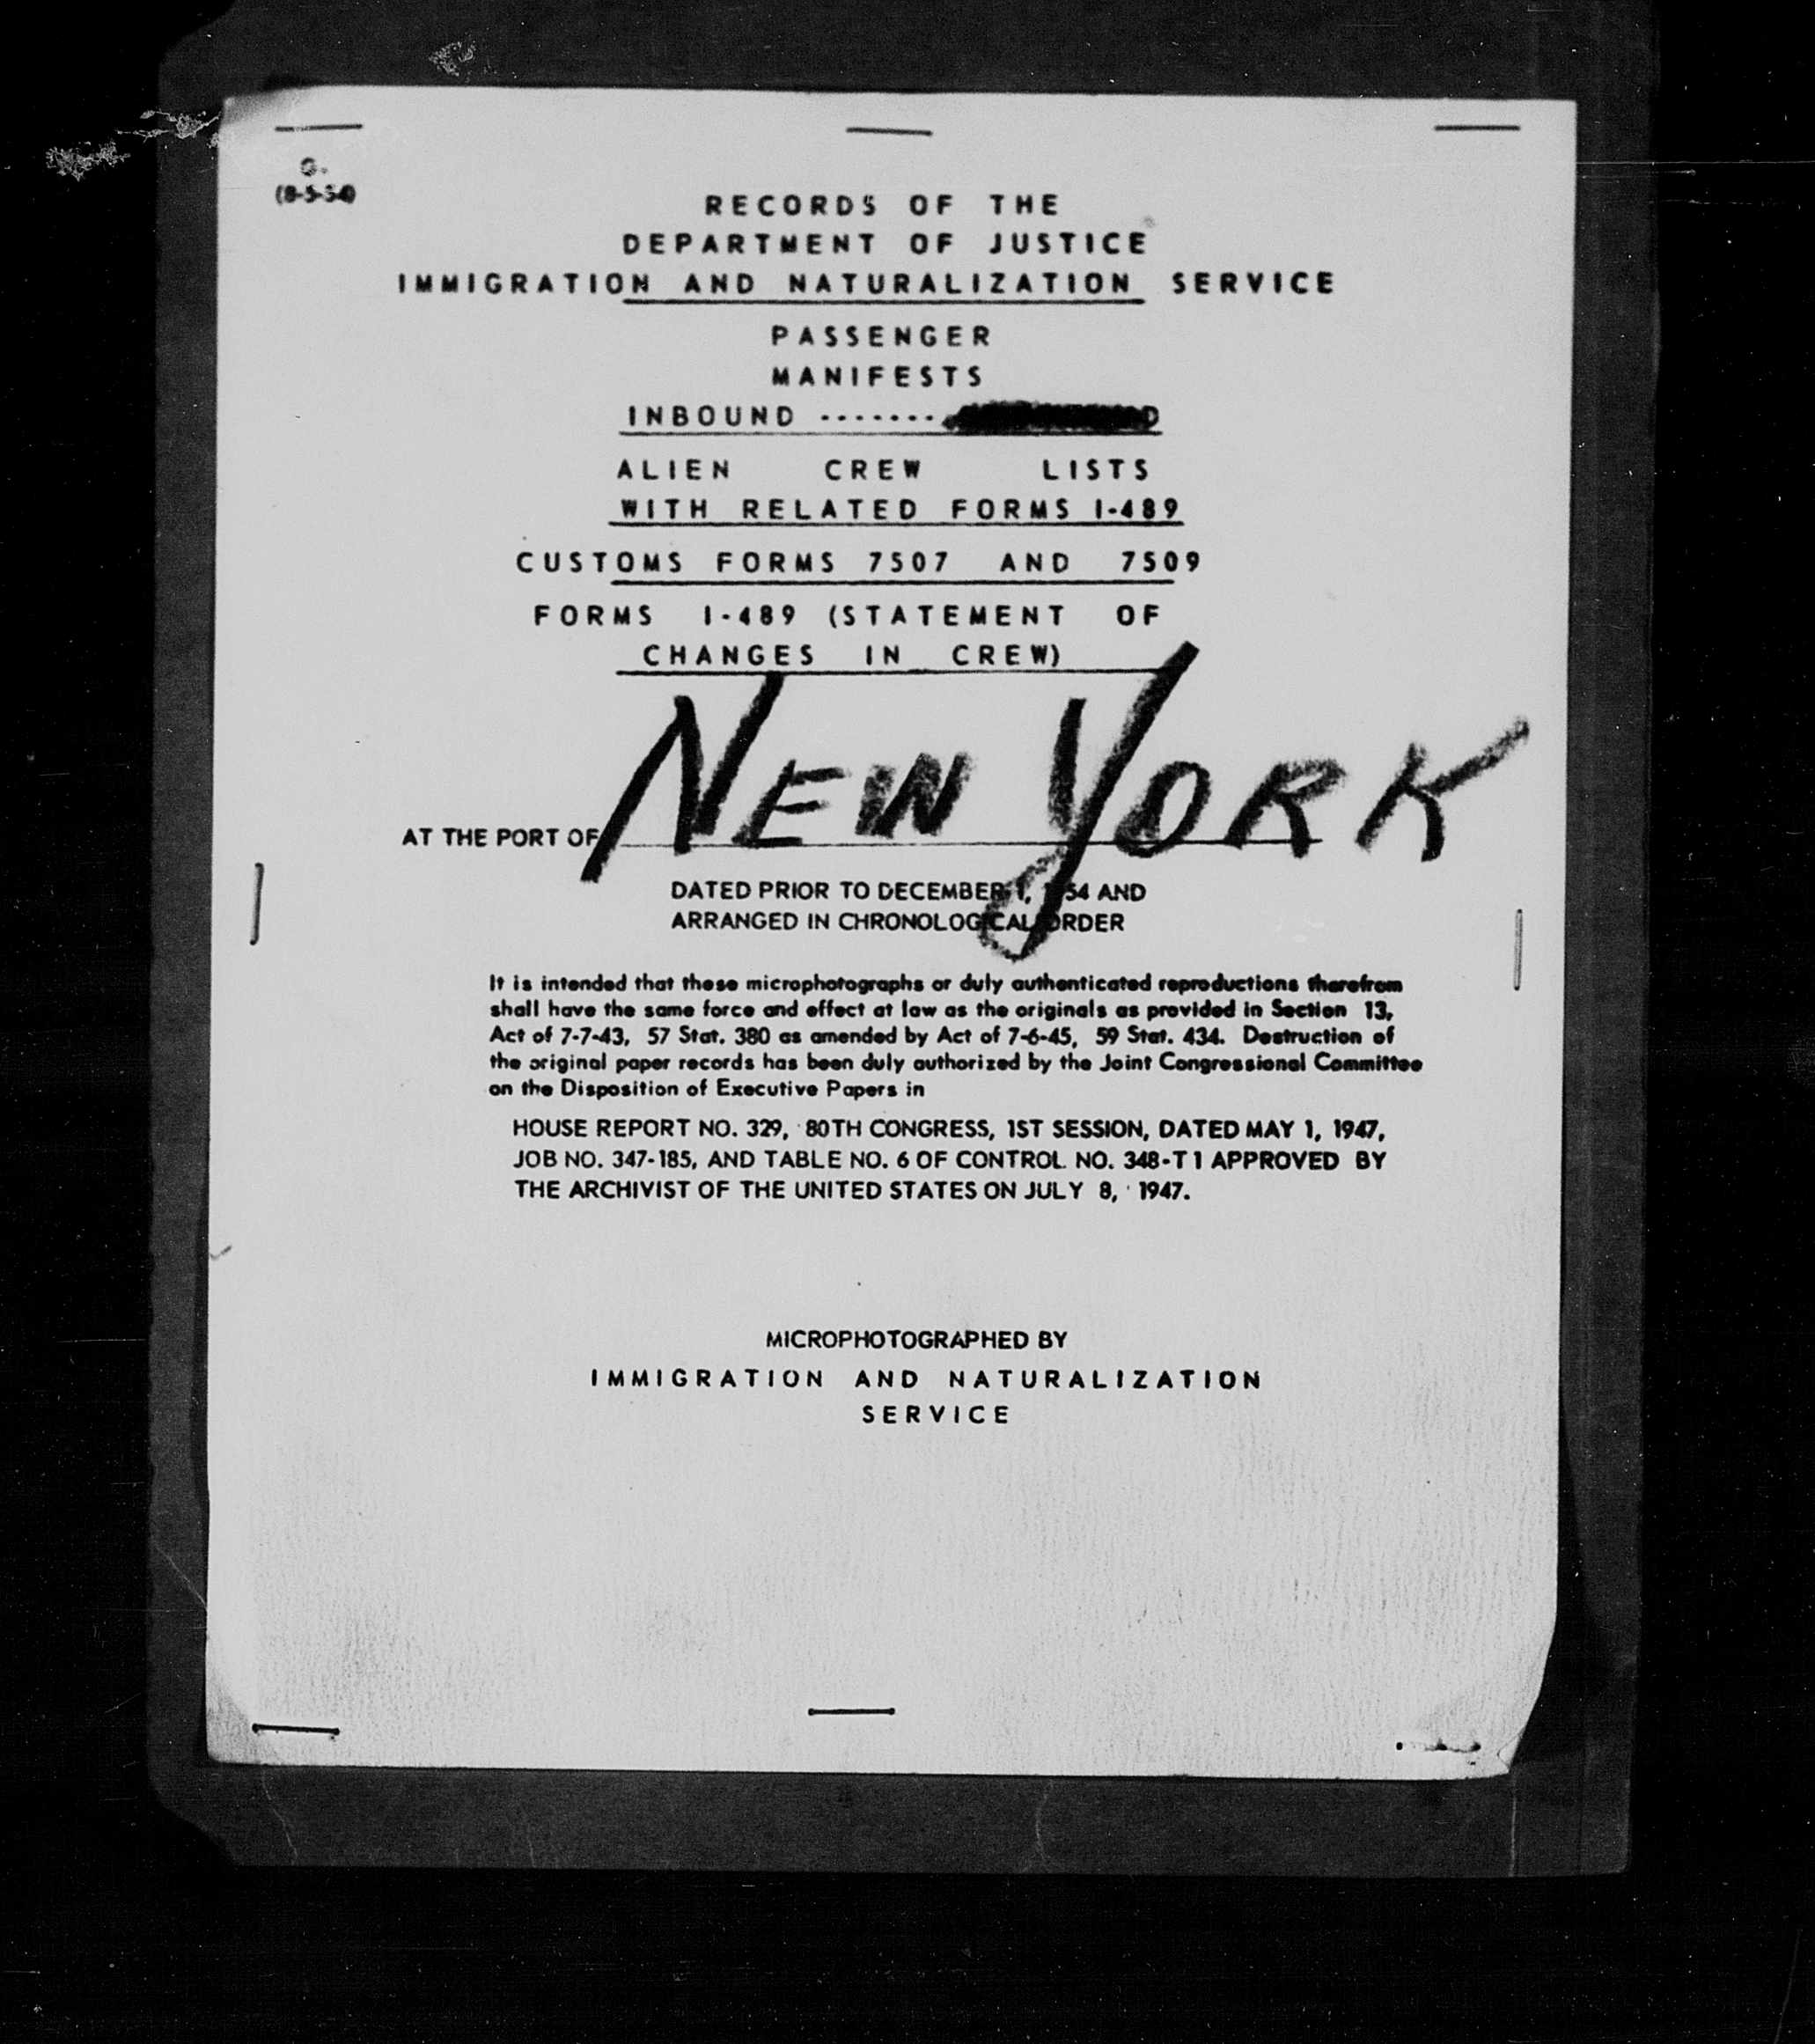 G.
(8-5-54)
RECORDS OF THE
DEPARTMENT OF JUSTICE
IMMIGRATION AND NATURALIZATION SERVICE
PASSENGER
MANIFESTS
INBOUND -------
ALIEN CREW LISTS
WITH RELATED FORMS I-489
CUSTOMS FORMS 7507 AND 7509
FORMS I-489 (STATEMENT OF
CHANGES IN CREW)
AT THE PORT OF NEW YORK
DATED PRIOR TO DECEMBER 1, 1954 AND
ARRANGED IN CHRONOLOGICAL ORDER
It is intended that these microphotographs or duly authenticated reproductions therefrom
shall have the same force and effect at law as the originals as provided in Section 13,
Act of 7-7-43, 57 Stat. 380 as amended by Act of 7-6-45, 59 Stat. 434. Destruction of
the original paper records has been duly authorized by the Joint Congressional Committee
on the Disposition of Executive Papers in
HOUSE REPORT NO. 329, 80TH CONGRESS, 1ST SESSION, DATED MAY 1, 1947,
JOB NO. 347-185, AND TABLE NO. 6 OF CONTROL NO. 348-T1 APPROVED BY
THE ARCHIVIST OF THE UNITED STATES ON JULY 8, 1947.
MICROPHOTOGRAPHED BY
IMMIGRATION AND NATURALIZATION
SERVICE